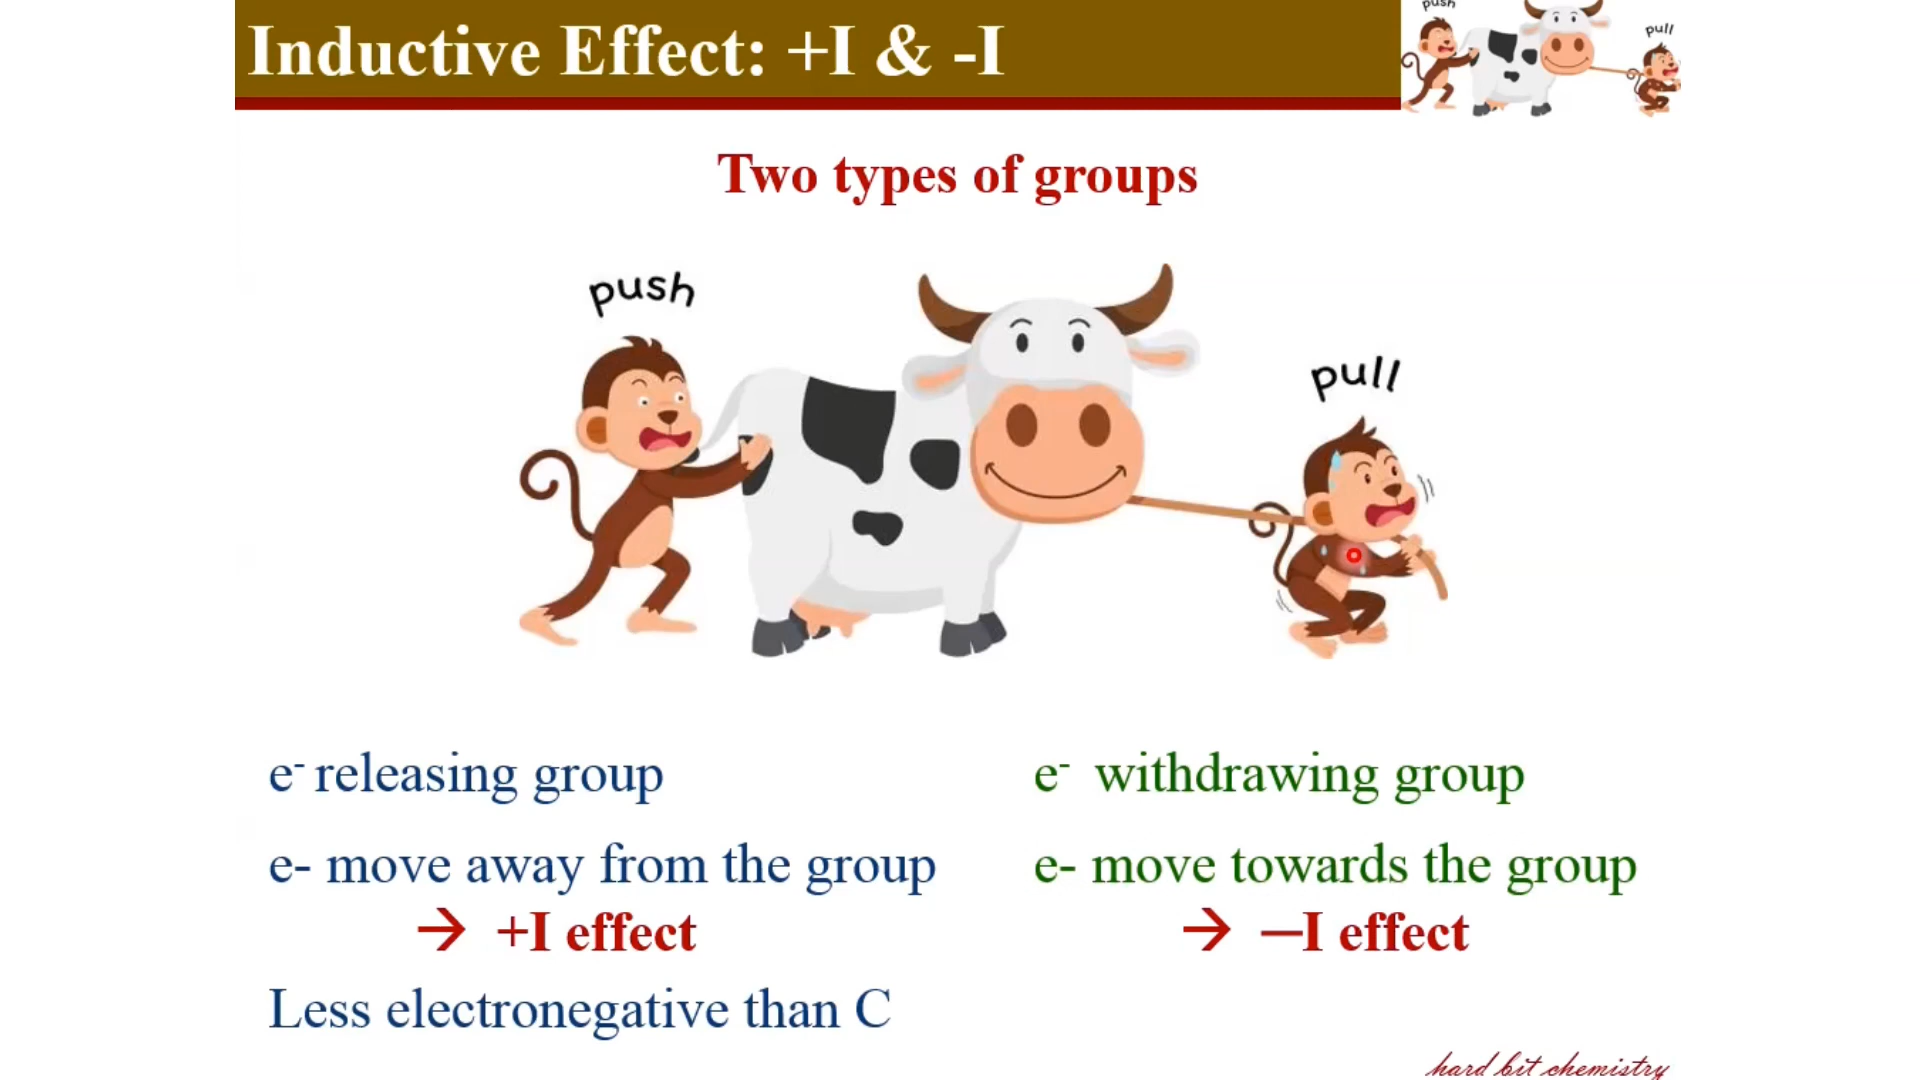 Inductive Effect: +I & -I
push
pull
Two types of groups
push
pull
e- releasing group
e- withdrawing group
e- move away from the group
e- move towards the group
→ +I effect
→ –I effect
Less electronegative than C
hard bit chemistry